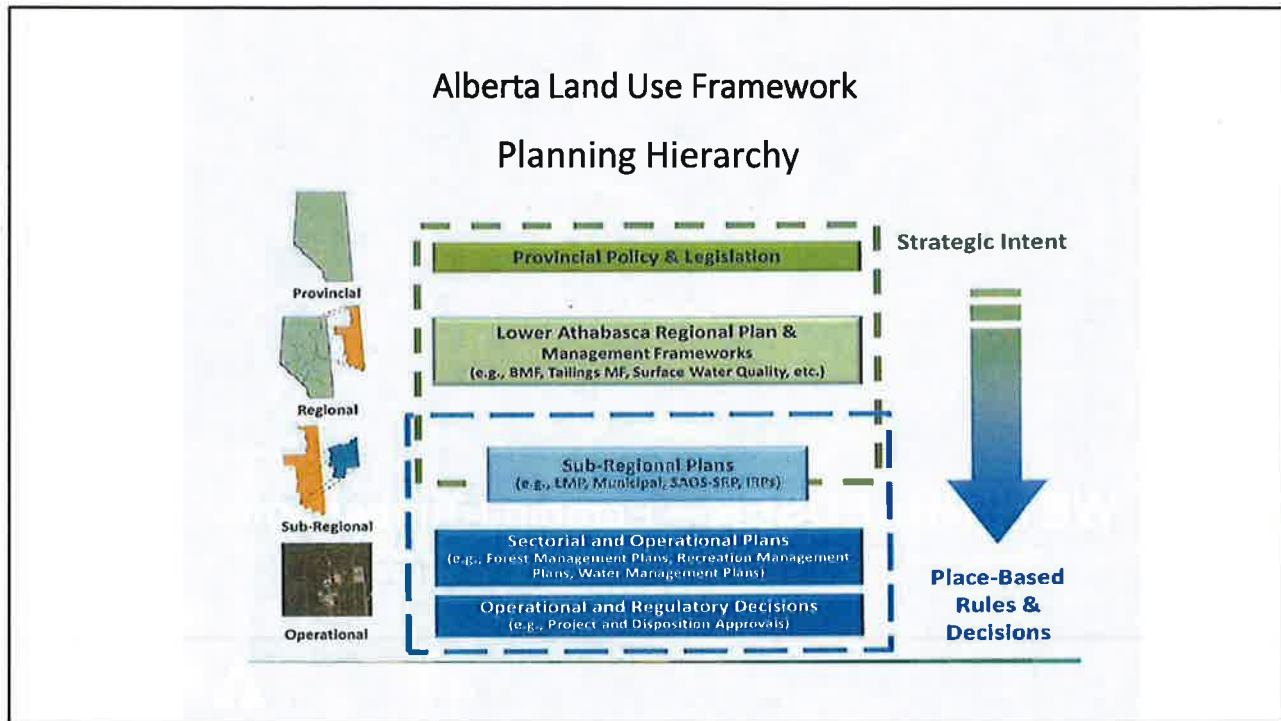 Alberta Land Use Framework
Planning Hierarchy
Provincial
Provincial Policy & Legislation
Strategic Intent
Regional
Lower Athabasca Regional Plan &
Management Frameworks
(e.g., BMF, Tailings MF, Surface Water Quality, etc.)
Sub-Regional
Sub-Regional Plans
(e.g., LMP, Municipal, SAOS-SRP, IRPs)
Operational
Sectorial and Operational Plans
(e.g., Forest Management Plans, Recreation Management
Plans, Water Management Plans)
Operational and Regulatory Decisions
(e.g., Project and Disposition Approvals)
Place-Based
Rules &
Decisions